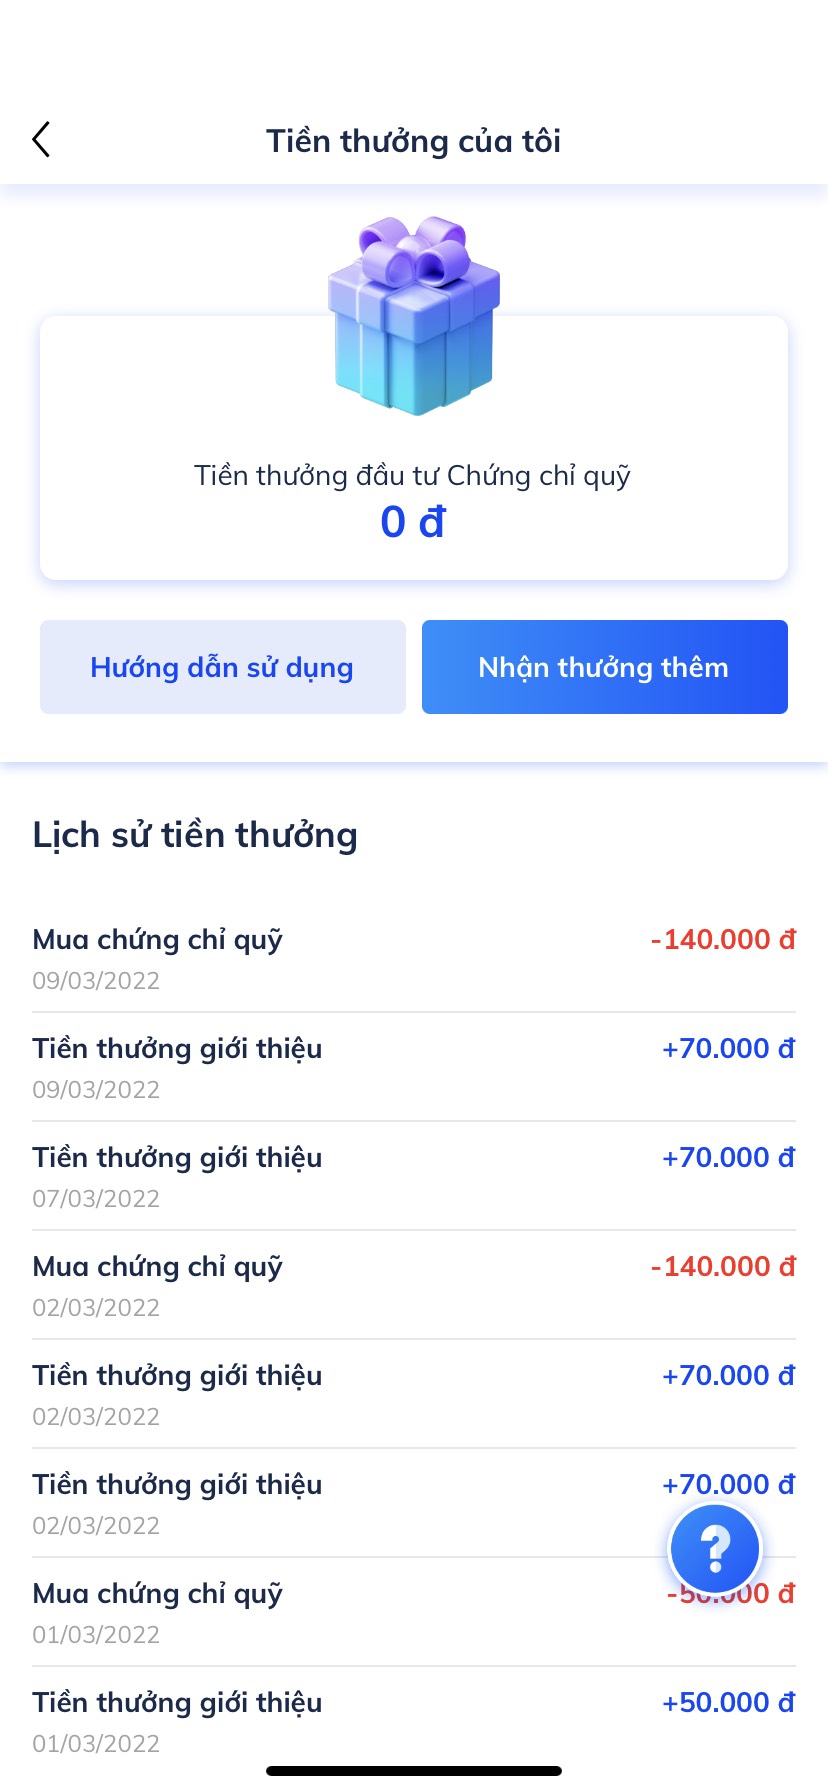 Tiền thưởng của tôi
Tiền thưởng đầu tư Chứng chỉ quỹ
0 đ
Hướng dẫn sử dụng
Nhận thưởng thêm
Lịch sử tiền thưởng
Mua chứng chỉ quỹ -140.000 đ
09/03/2022
Tiền thưởng giới thiệu +70.000 đ
09/03/2022
Tiền thưởng giới thiệu +70.000 đ
07/03/2022
Mua chứng chỉ quỹ -140.000 đ
02/03/2022
Tiền thưởng giới thiệu +70.000 đ
02/03/2022
Tiền thưởng giới thiệu +70.000 đ
02/03/2022
?
Mua chứng chỉ quỹ -50.000 đ
01/03/2022
Tiền thưởng giới thiệu +50.000 đ
01/03/2022